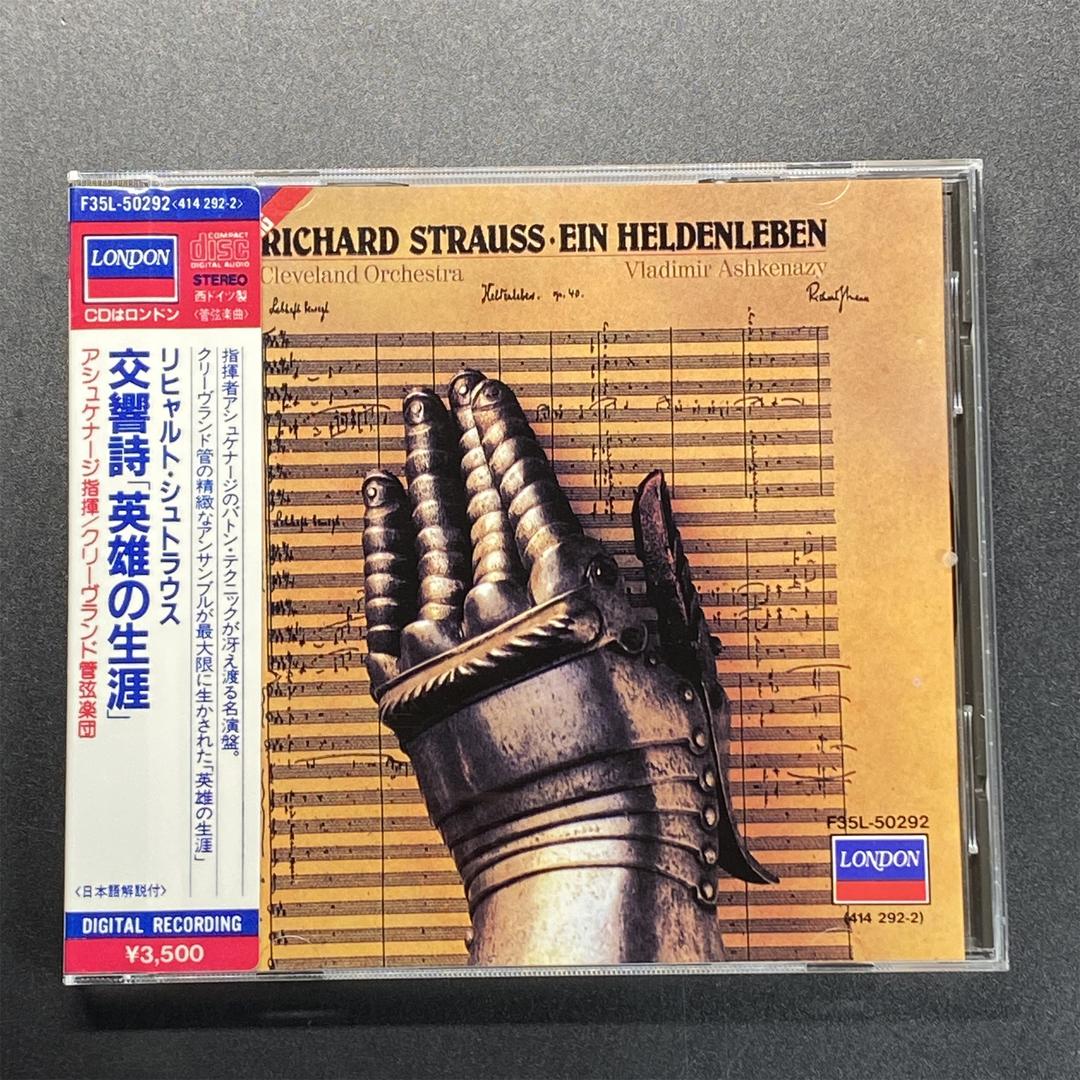 F35L-50292〈414 292-2〉
LONDON
COMPACT
disc
DIGITAL AUDIO
STEREO
西ドイツ製
〈管弦楽曲〉
CDはロンドン
指揮者アシュケナージのバトン・テクニックが冴え渡る名演盤。
クリーヴランド管の精緻なアンサンブルが最大限に生かされた「英雄の生涯」
リヒャルト・シュトラウス
交響詩「英雄の生涯」
アシュケナージ指揮/クリーヴランド管弦楽団
〈日本語解説付〉
DIGITAL RECORDING
¥3,500
RICHARD STRAUSS·EIN HELDENLEBEN
Cleveland Orchestra
Vladimir Ashkenazy
Lebhaft bewegt
Heldenleben. op. 40.
Richard Strauss
Lebhaft bewegt.
F35L-50292
LONDON
(414 292-2)